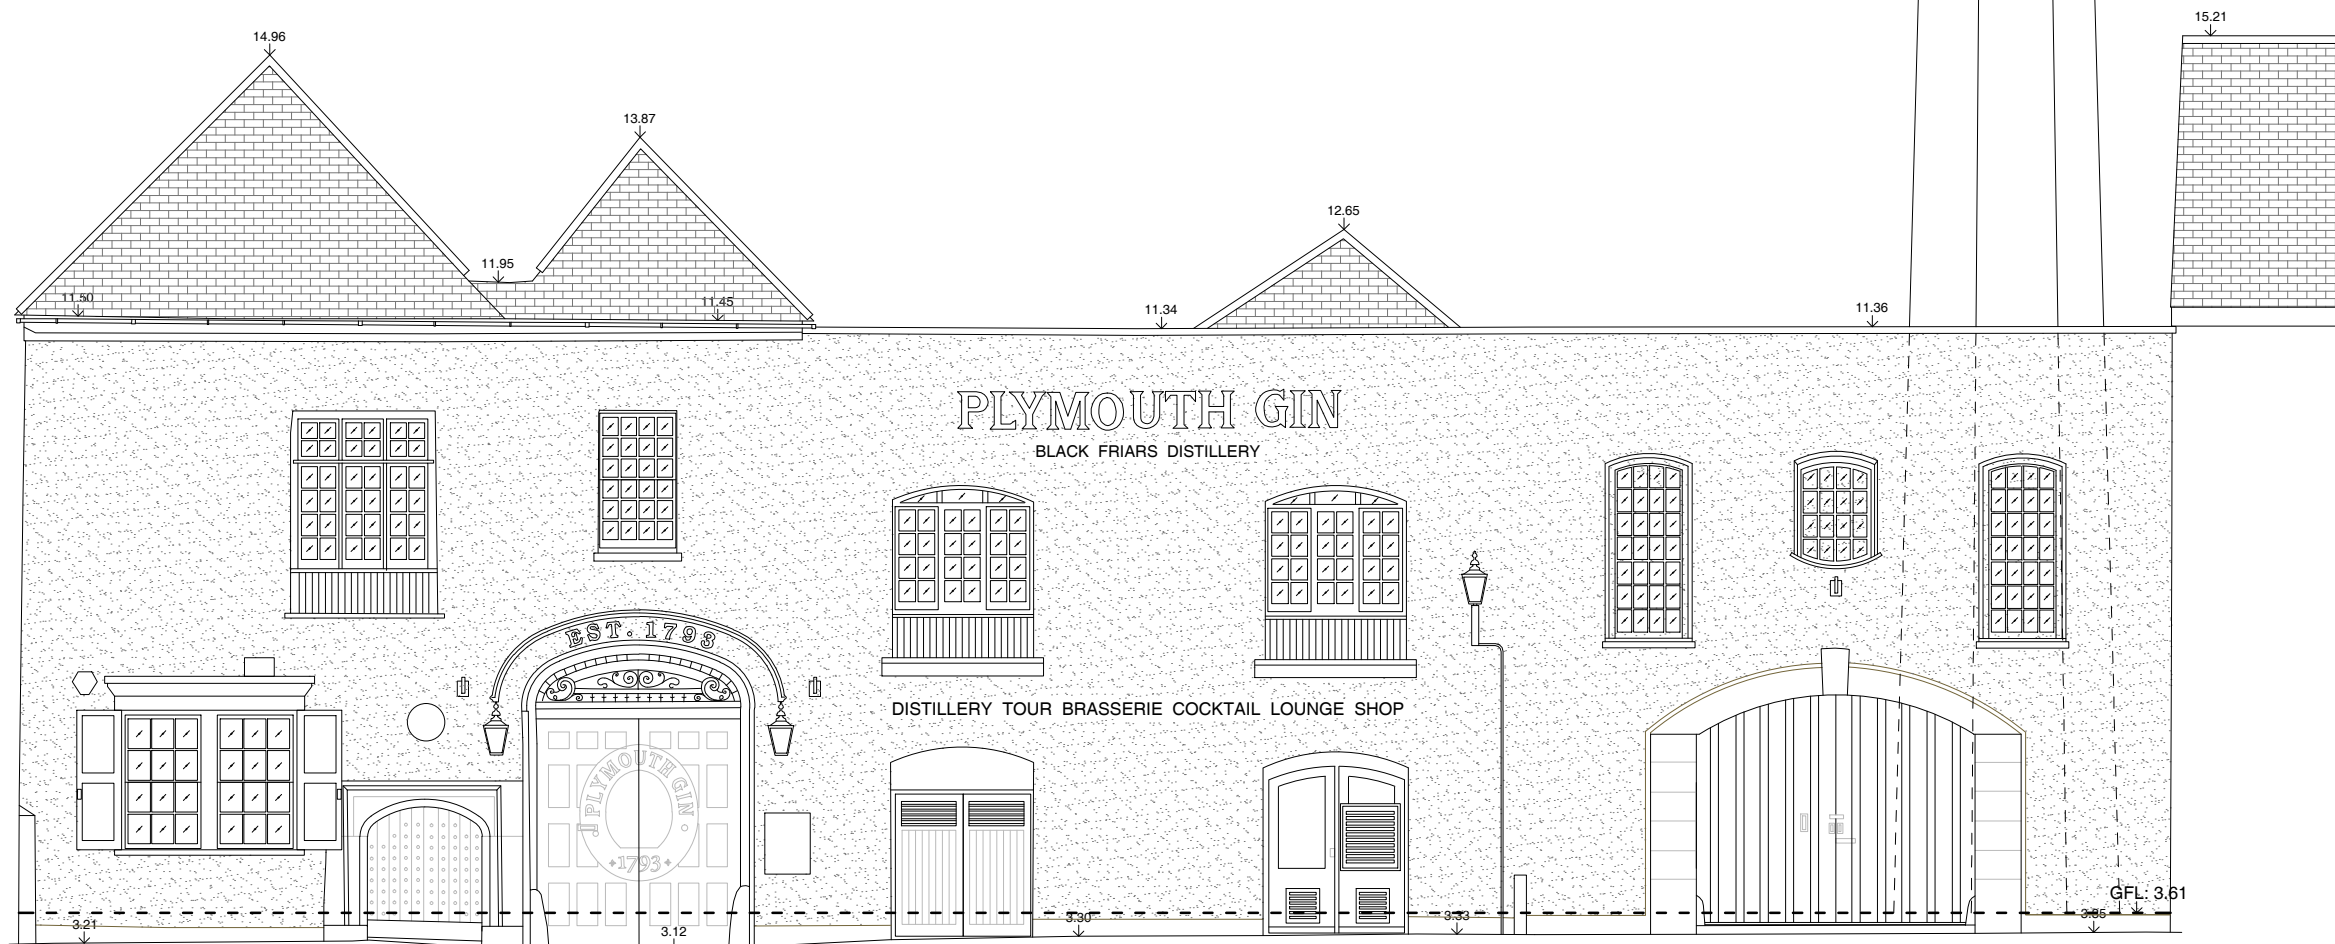 15.21
14.96
13.87
12.65
11.95
11.50
11.45
11.34
11.36
PLYMOUTH GIN
BLACK FRIARS DISTILLERY
EST. 1793
DISTILLERY TOUR BRASSERIE COCKTAIL LOUNGE SHOP
PLYMOUTH GIN
1793
GFL: 3.61
3.21
3.12
3.30
3.33
3.35